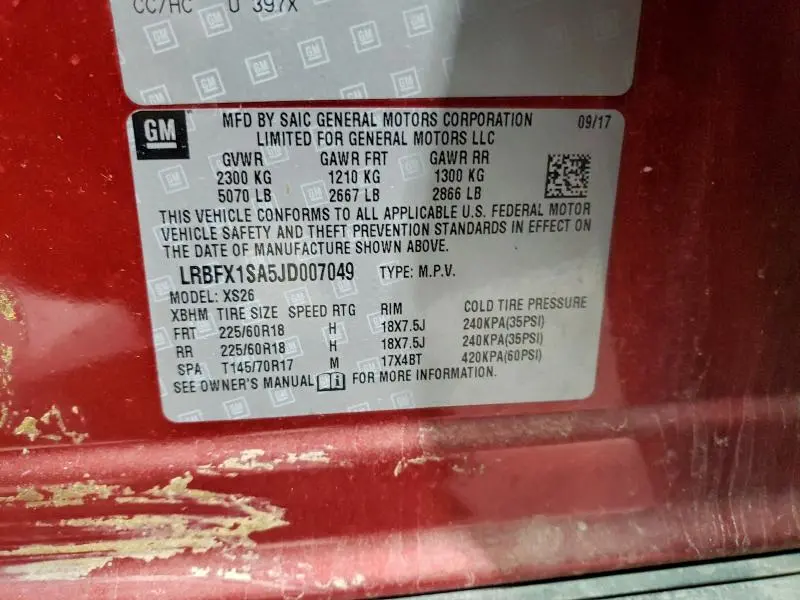 CC/HC U 397X
GM
MFD BY SAIC GENERAL MOTORS CORPORATION 09/17
LIMITED FOR GENERAL MOTORS LLC
GVWR GAWR FRT GAWR RR
2300 KG 1210 KG 1300 KG
5070 LB 2667 LB 2866 LB
THIS VEHICLE CONFORMS TO ALL APPLICABLE U.S. FEDERAL MOTOR
VEHICLE SAFETY AND THEFT PREVENTION STANDARDS IN EFFECT ON
THE DATE OF MANUFACTURE SHOWN ABOVE.
LRBFX1SA5JD007049 TYPE: M.P.V.
MODEL: XS26
XBHM TIRE SIZE SPEED RTG RIM COLD TIRE PRESSURE
FRT 225/60R18 H 18X7.5J 240KPA(35PSI)
RR 225/60R18 H 18X7.5J 240KPA(35PSI)
SPA T145/70R17 M 17X4BT 420KPA(60PSI)
SEE OWNER'S MANUAL FOR MORE INFORMATION.